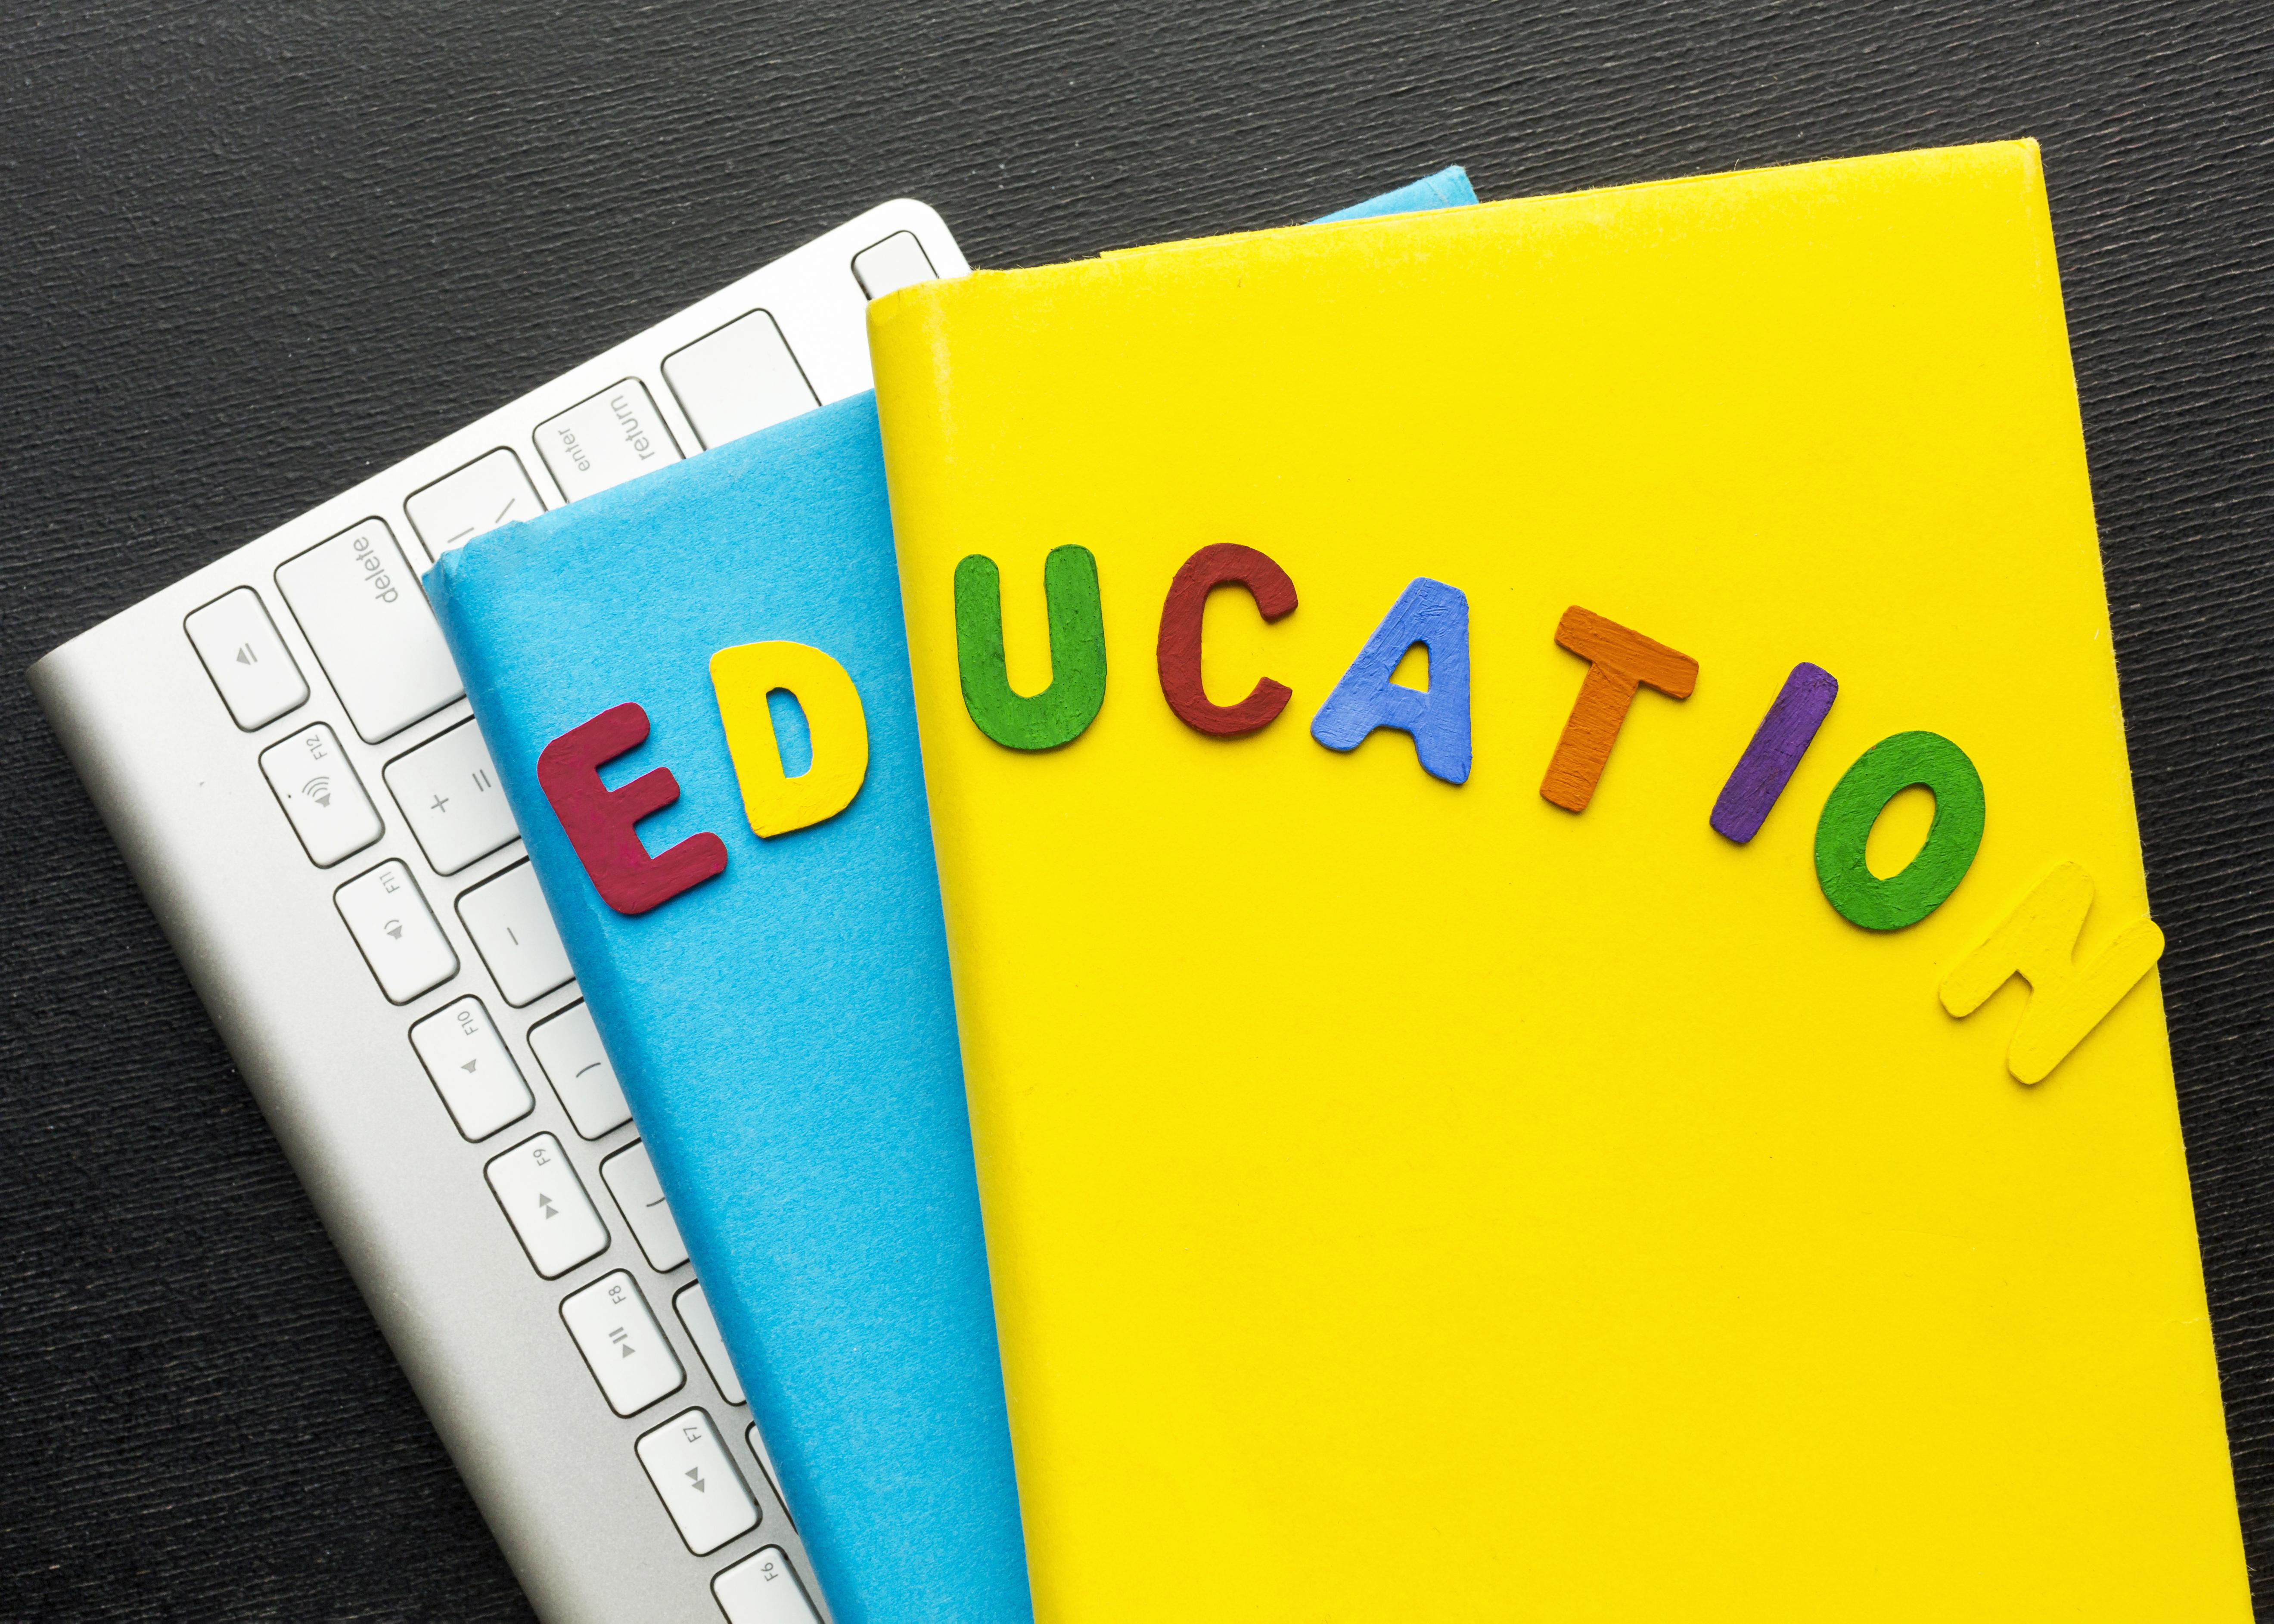 EDUCATION
enter
return
delete
\
|
+
=
-
F12
F11
F10
)
F9
(
F8
F7
F6